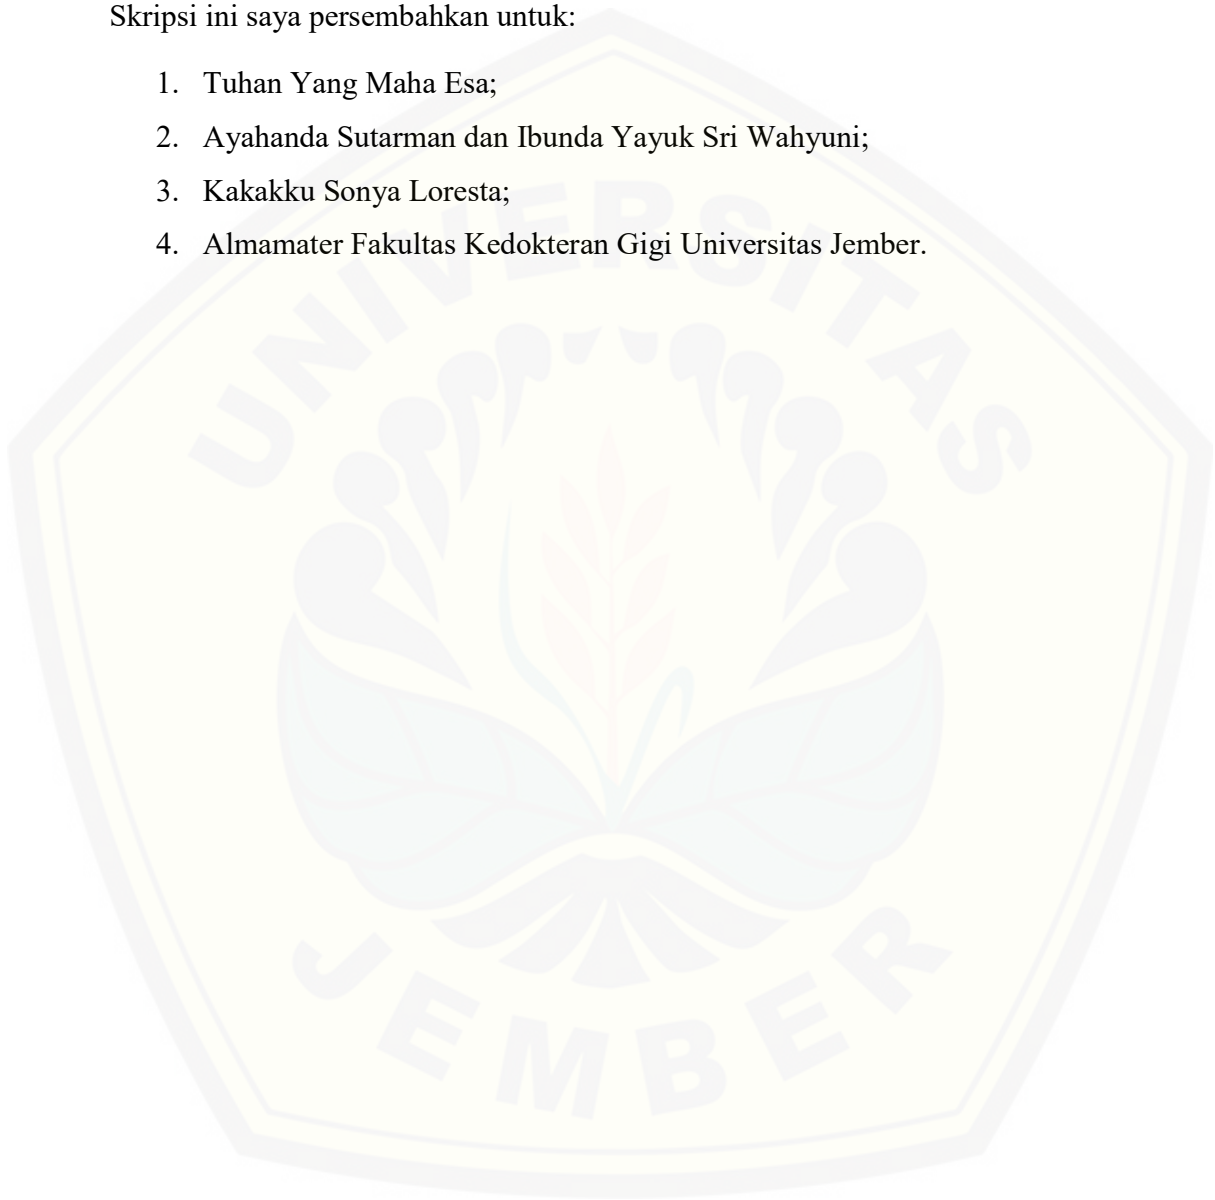 Skripsi ini saya persembahkan untuk:
1. Tuhan Yang Maha Esa;
2. Ayahanda Sutarman dan Ibunda Yayuk Sri Wahyuni;
3. Kakakku Sonya Loresta;
4. Almamater Fakultas Kedokteran Gigi Universitas Jember.
UNIVERSITAS
JEMBER